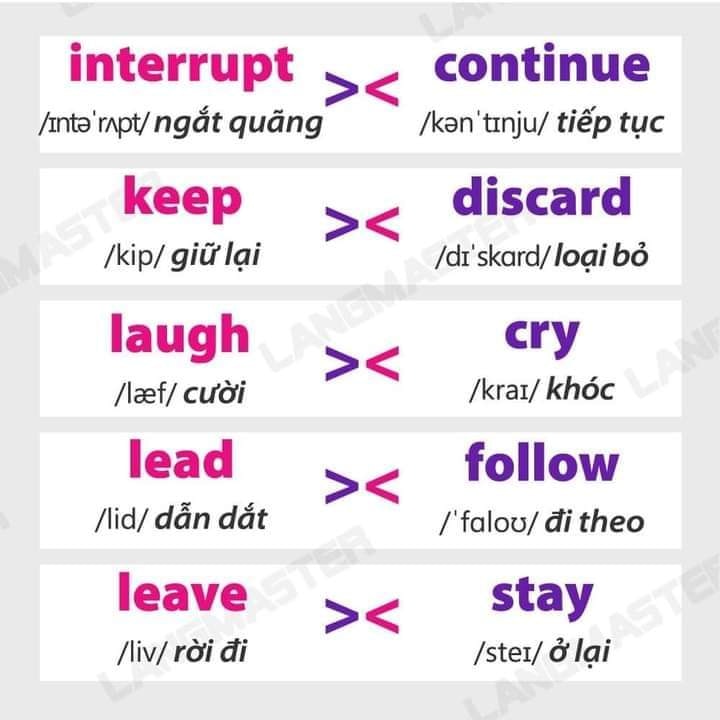 interrupt >< continue
/ɪntəˈrʌpt/ ngắt quãng /kənˈtɪnju/ tiếp tục
keep >< discard
/kip/ giữ lại /dɪˈskɑrd/ loại bỏ
laugh >< cry
/læf/ cười /kraɪ/ khóc
lead >< follow
/lid/ dẫn dắt /ˈfɑloʊ/ đi theo
leave >< stay
/liv/ rời đi /steɪ/ ở lại
LANGMASTER